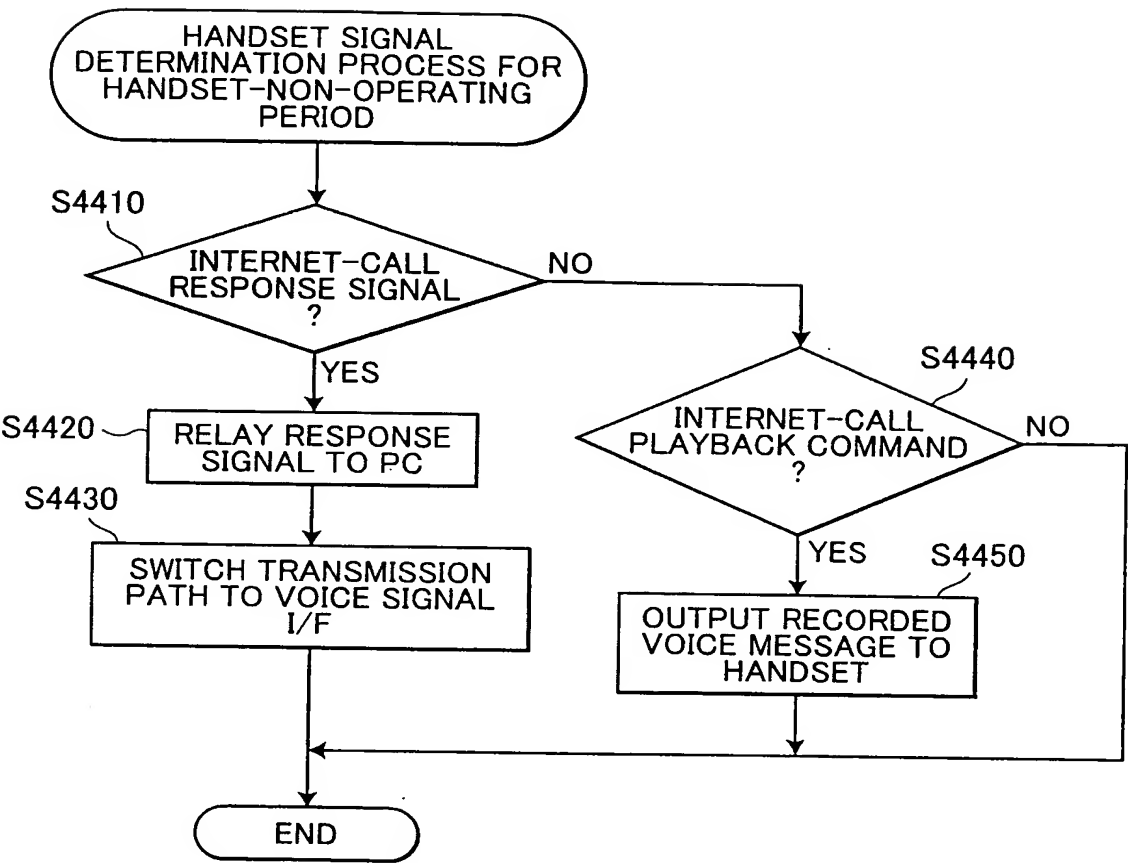 HANDSET SIGNAL
DETERMINATION PROCESS FOR
HANDSET-NON-OPERATING
PERIOD
S4410
INTERNET-CALL
RESPONSE SIGNAL
?
NO
YES
S4420
RELAY RESPONSE
SIGNAL TO PC
S4430
SWITCH TRANSMISSION
PATH TO VOICE SIGNAL
I/F
S4440
INTERNET-CALL
PLAYBACK COMMAND
?
NO
YES
S4450
OUTPUT RECORDED
VOICE MESSAGE TO
HANDSET
END